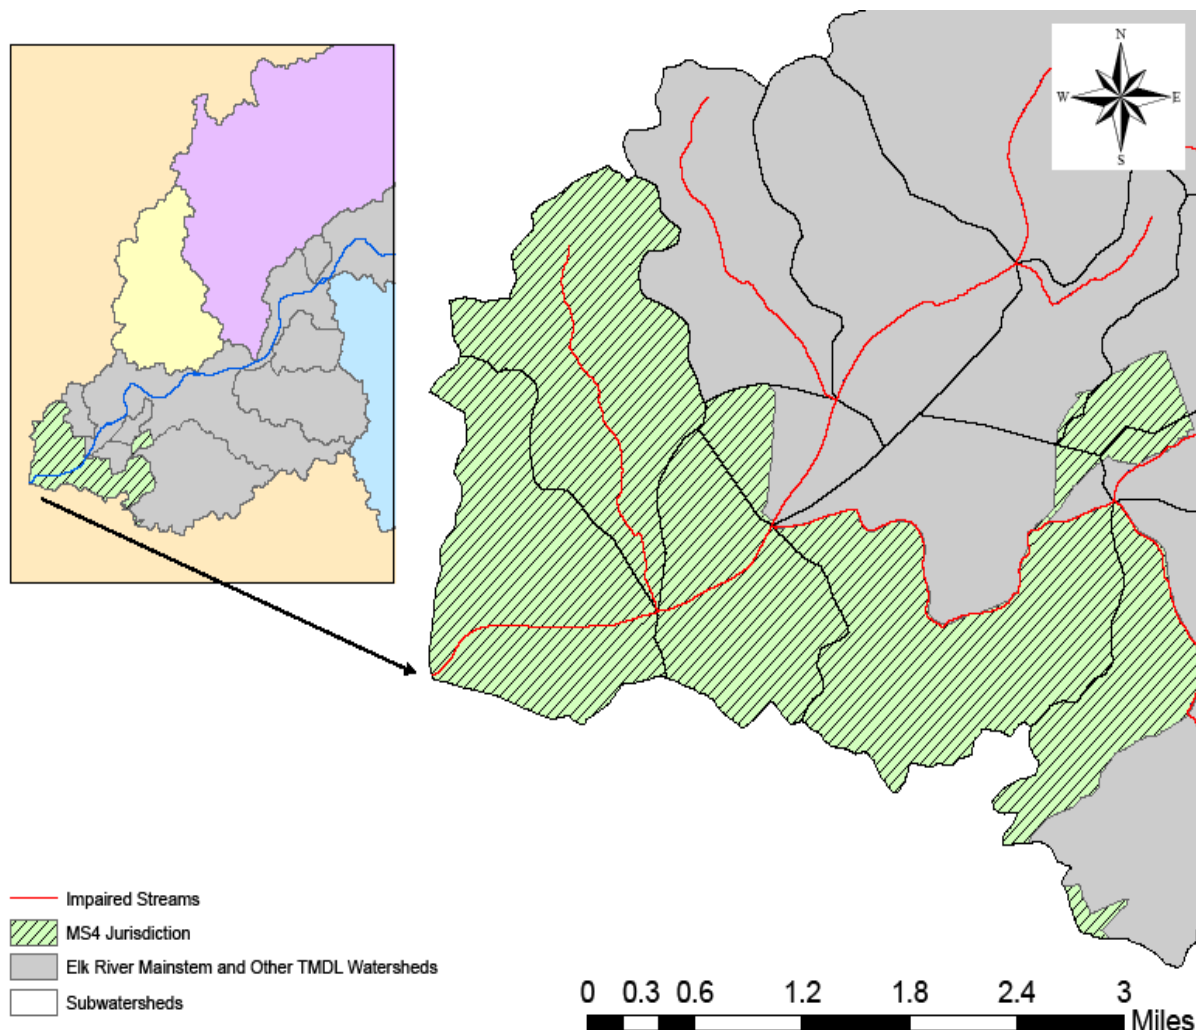 N
W E
S
Impaired Streams
MS4 Jurisdiction
Elk River Mainstem and Other TMDL Watersheds
Subwatersheds
0 0.3 0.6 1.2 1.8 2.4 3
Miles